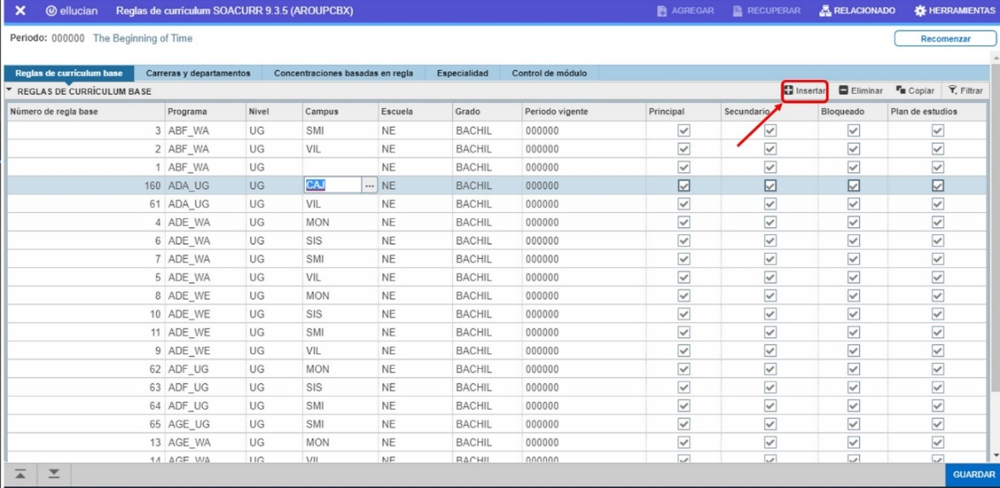 ellucian Reglas de currículum SOACURR 9.3.5 (AROUPCBX) AGREGAR RECUPERAR RELACIONADO HERRAMIENTAS
Periodo: 000000 The Beginning of Time Recomenzar
Reglas de currículum base Carreras y departamentos Concentraciones basadas en regla Especialidad Control de módulo
REGLAS DE CURRÍCULUM BASE Insertar Eliminar Copiar Filtrar
Número de regla base Programa Nivel Campus Escuela Grado Periodo vigente Principal Secundario Bloqueado Plan de estudios
3 ABF_WA UG SMI NE BACHIL 000000
2 ABF_WA UG VIL NE BACHIL 000000
1 ABF_WA UG NE BACHIL 000000
160 ADA_UG UG CAJ ... NE BACHIL 000000
61 ADA_UG UG VIL NE BACHIL 000000
4 ADE_WA UG MON NE BACHIL 000000
6 ADE_WA UG SIS NE BACHIL 000000
7 ADE_WA UG SMI NE BACHIL 000000
5 ADE_WA UG VIL NE BACHIL 000000
8 ADE_WE UG MON NE BACHIL 000000
10 ADE_WE UG SIS NE BACHIL 000000
11 ADE_WE UG SMI NE BACHIL 000000
9 ADE_WE UG VIL NE BACHIL 000000
62 ADF_UG UG MON NE BACHIL 000000
63 ADF_UG UG SIS NE BACHIL 000000
64 ADF_UG UG SMI NE BACHIL 000000
65 AGE_UG UG SMI NE BACHIL 000000
13 AGE_WA UG MON NE BACHIL 000000
14 AGE_WA UG VIL NE BACHIL 000000
GUARDAR